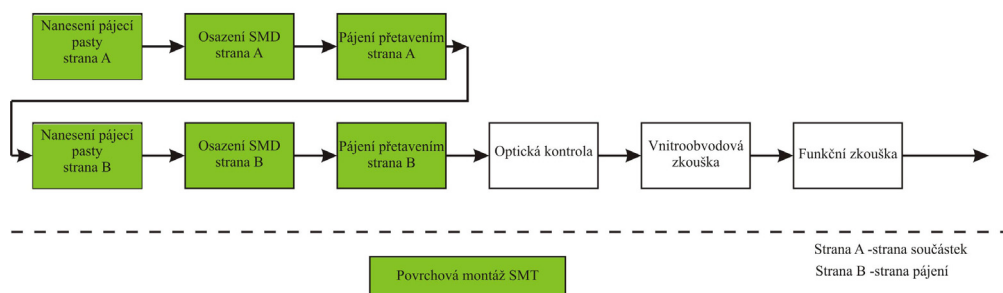 Nanesení pájecí
pasty
strana A
Osazení SMD
strana A
Pájení přetavením
strana A
Nanesení pájecí
pasty
strana B
Osazení SMD
strana B
Pájení přetavením
strana B
Optická kontrola
Vnitroobvodová
zkouška
Funkční zkouška
Strana A -strana součástek
Strana B -strana pájení
Povrchová montáž SMT